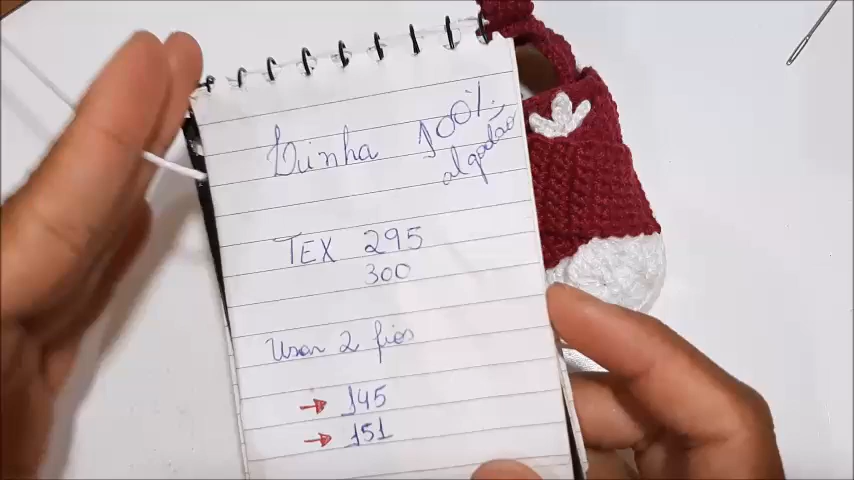 Linha 100%
algodão
TEX 295
300
Usar 2 fios
→ 145
→ 151